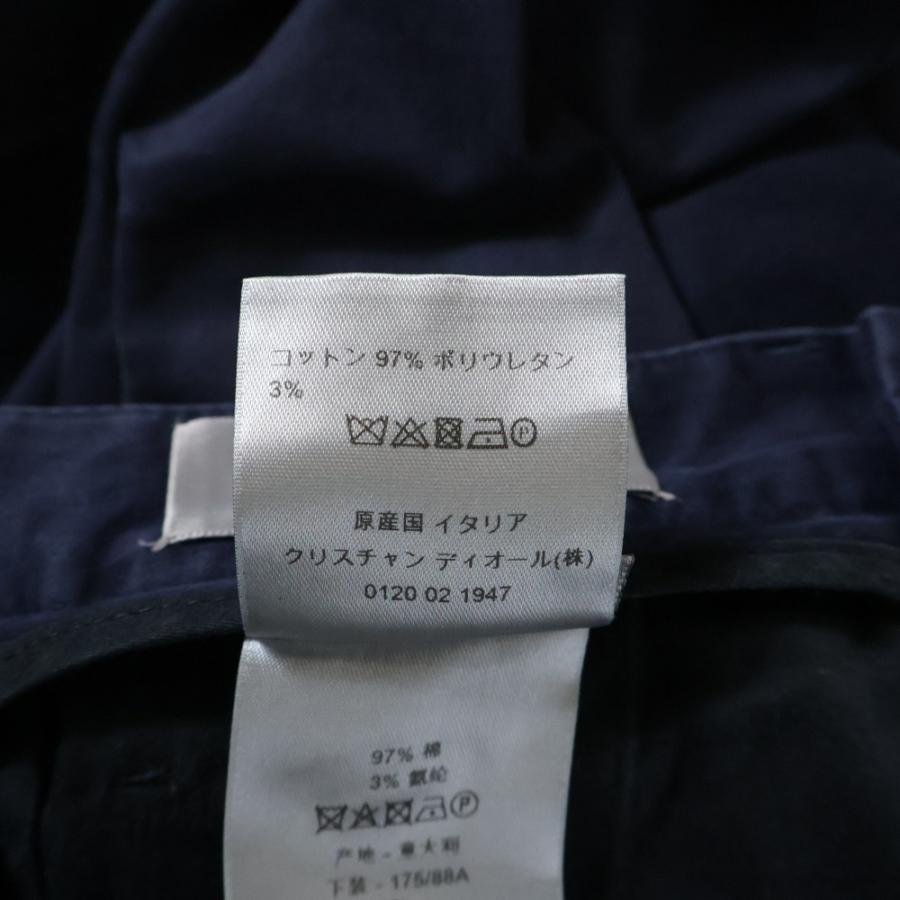 コットン 97% ポリウレタン
3%
原産国 イタリア
クリスチャン ディオール(株)
0120 02 1947
97% 棉
3% 氨纶
产地 - 意大利
下装 - 175/88A